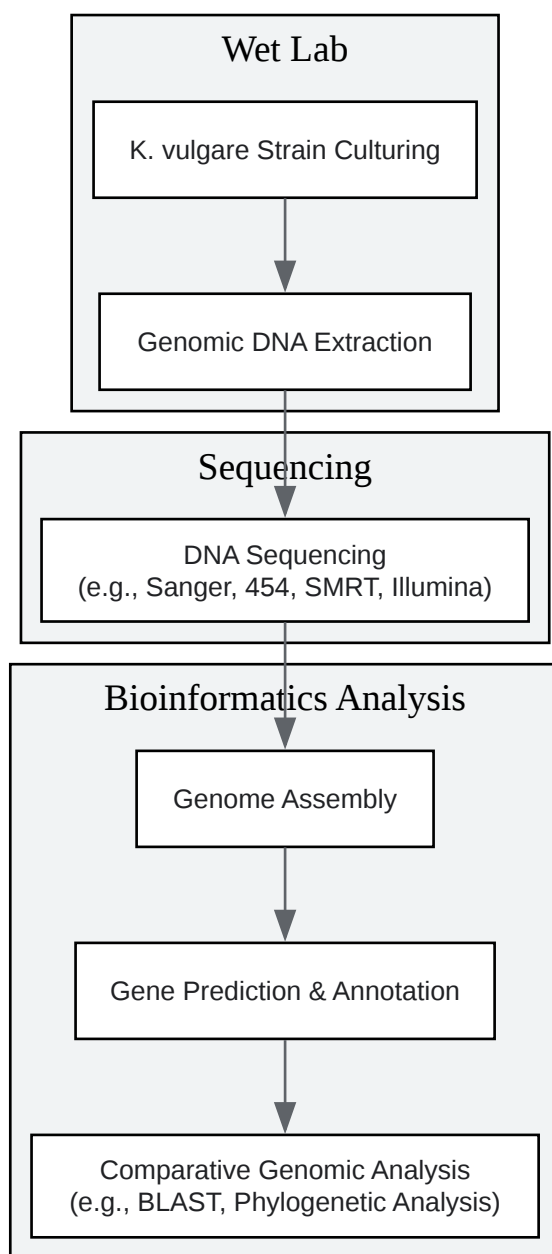 Wet Lab
K. vulgare Strain Culturing
Genomic DNA Extraction
Sequencing
DNA Sequencing
(e.g., Sanger, 454, SMRT, Illumina)
Bioinformatics Analysis
Genome Assembly
Gene Prediction & Annotation
Comparative Genomic Analysis
(e.g., BLAST, Phylogenetic Analysis)